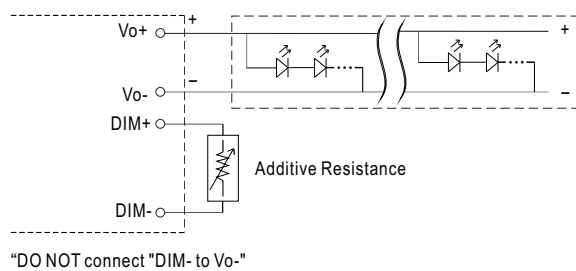 Vo+
+
+
–
Vo-
–
DIM+
Additive Resistance
DIM-
“DO NOT connect "DIM- to Vo-"